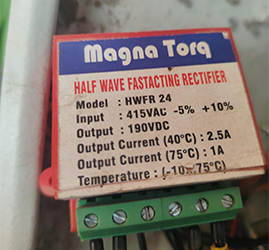 Magna Torq
HALF WAVE FASTACTING RECTIFIER
Model : HWFR 24
Input : 415VAC -5% +10%
Output : 190VDC
Output Current (40°C) : 2.5A
Output Current (75°C) : 1A
Temperature : (-10...75°C)